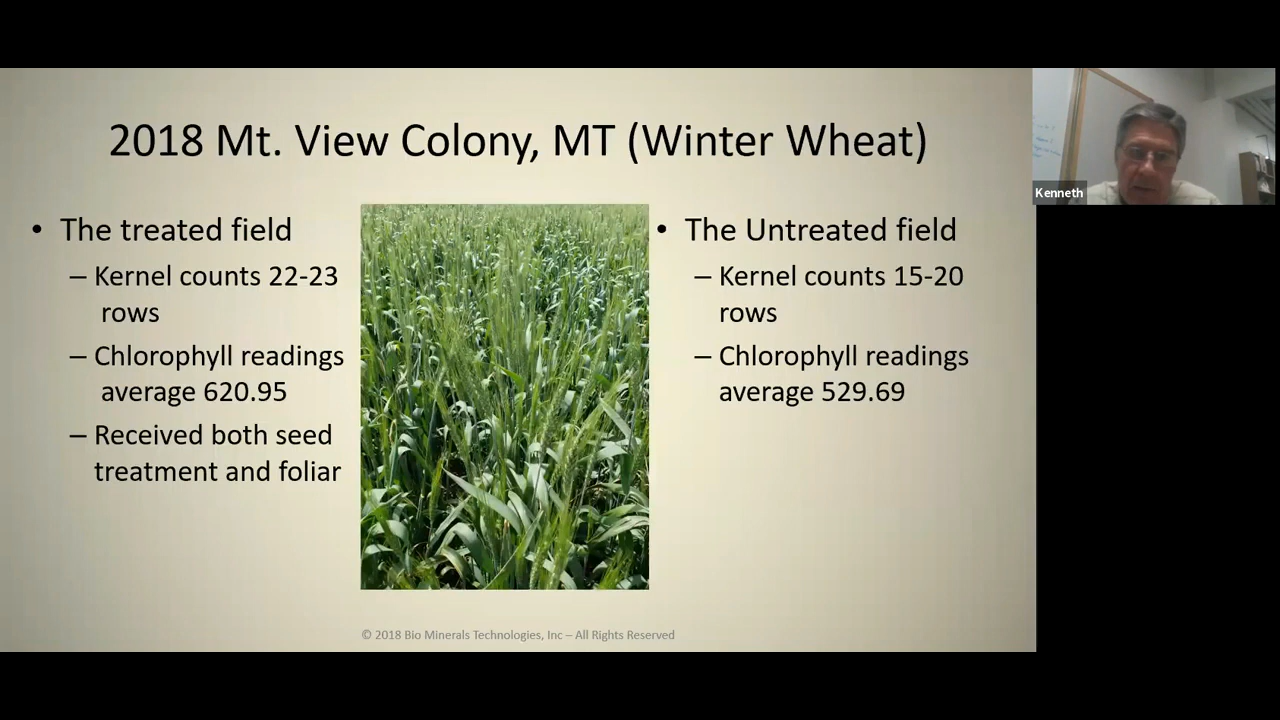 2018 Mt. View Colony, MT (Winter Wheat)
• The treated field
– Kernel counts 22-23
rows
– Chlorophyll readings
average 620.95
– Received both seed
treatment and foliar
• The Untreated field
– Kernel counts 15-20
rows
– Chlorophyll readings
average 529.69
© 2018 Bio Minerals Technologies, Inc – All Rights Reserved
Kenneth